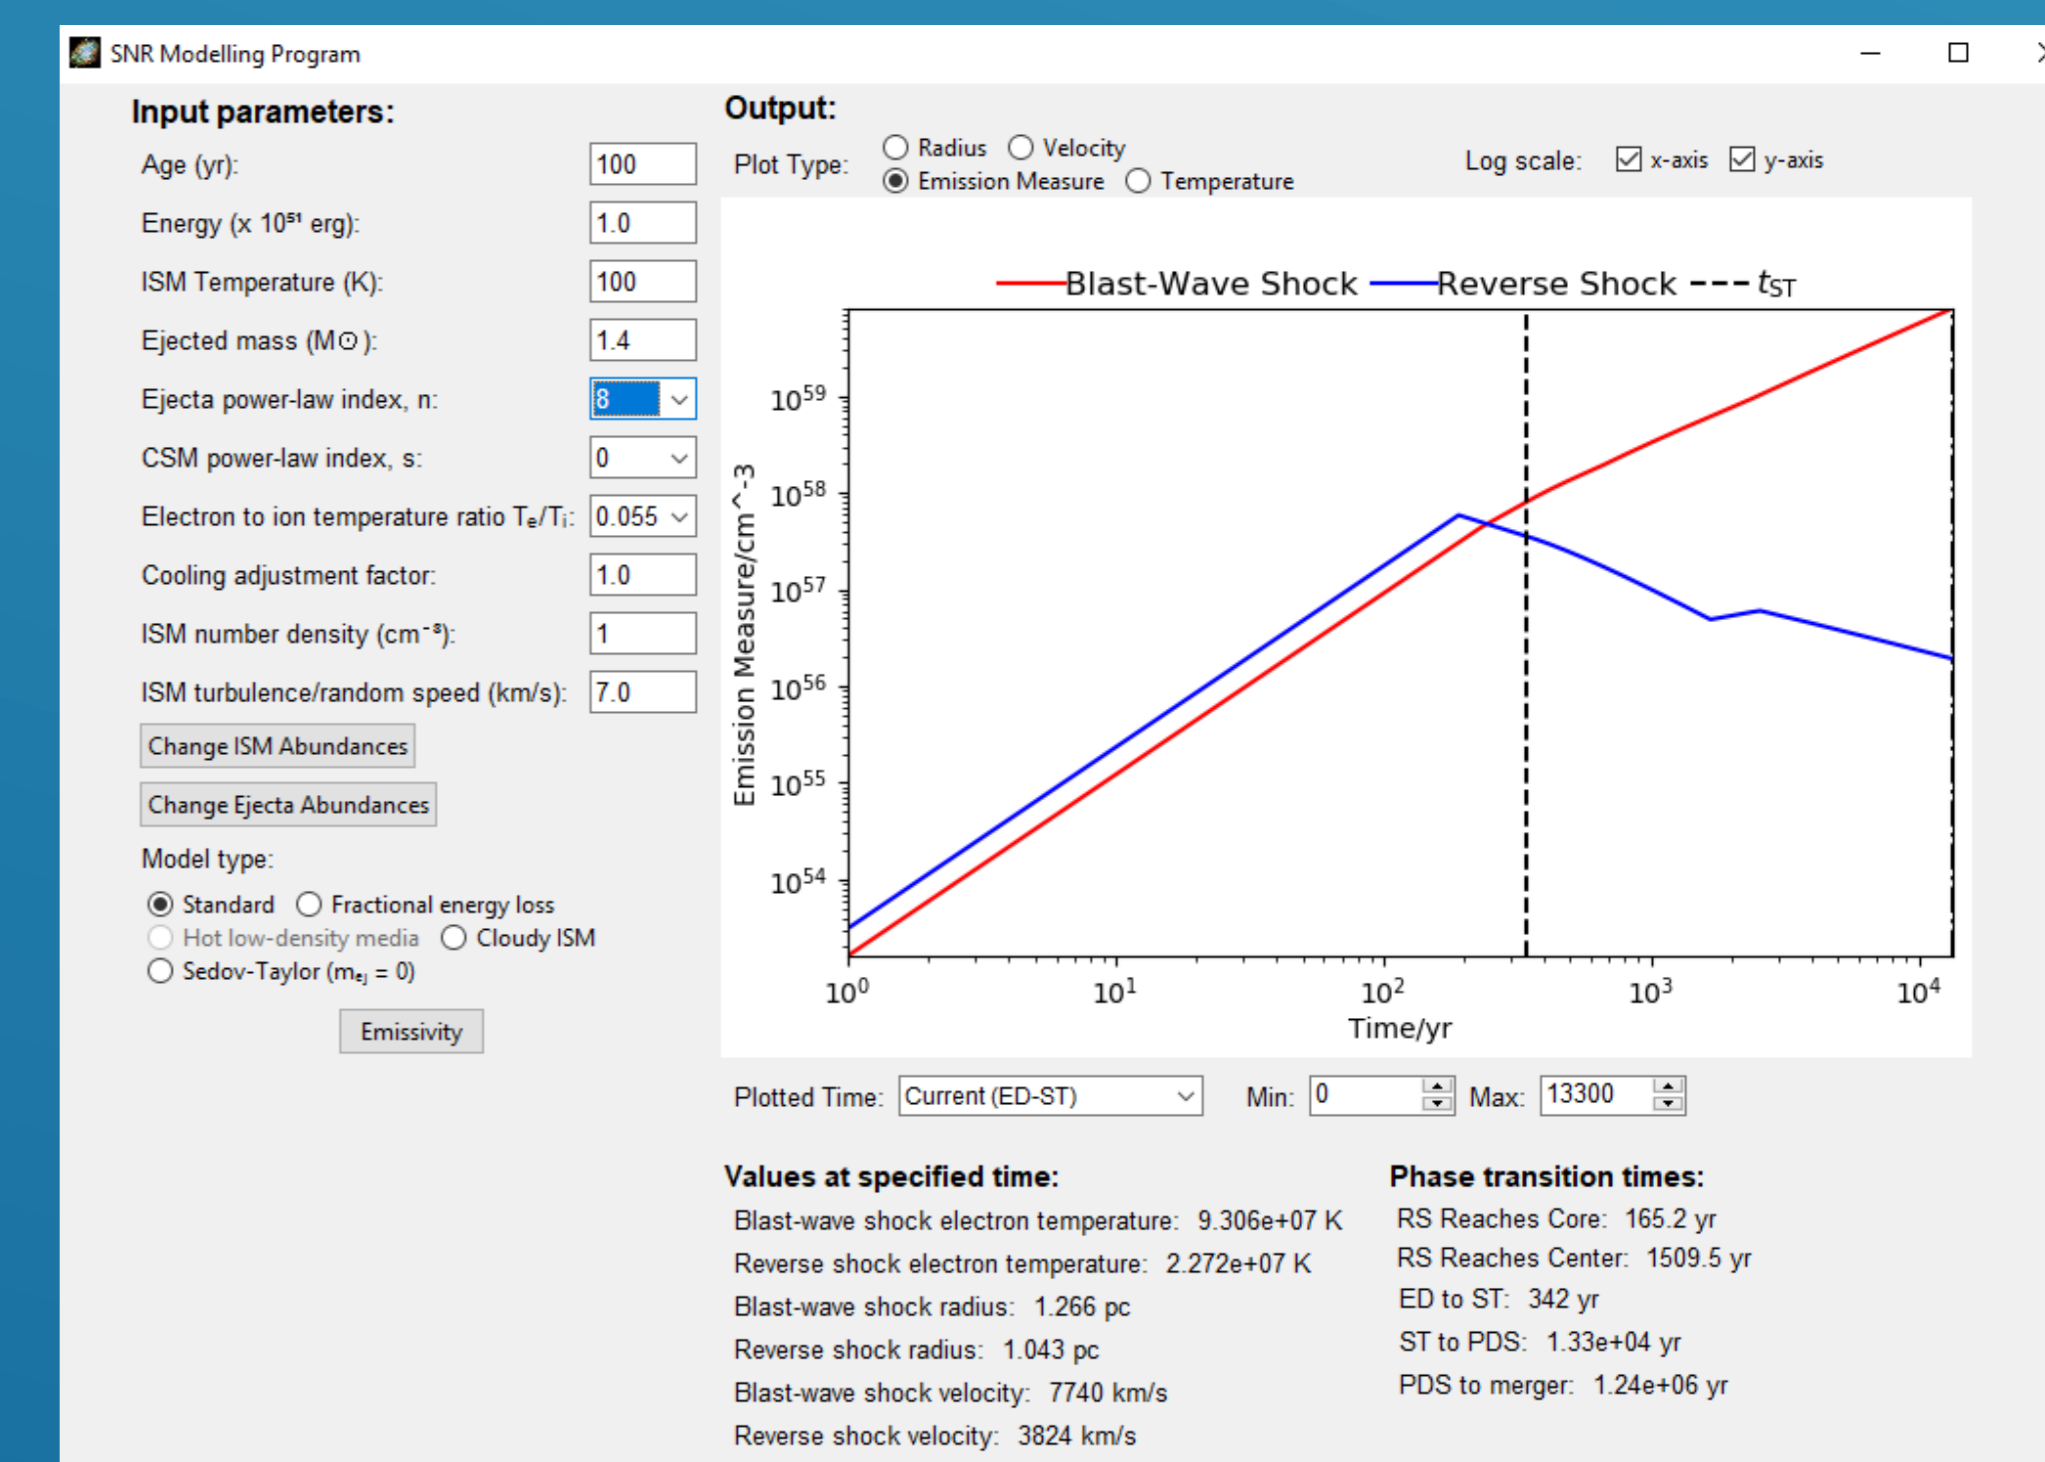 SNR Modelling Program
Input parameters:
Age (yr): 100
Energy (x 10⁵¹ erg): 1.0
ISM Temperature (K): 100
Ejected mass (M☉): 1.4
Ejecta power-law index, n: 8
CSM power-law index, s: 0
Electron to ion temperature ratio Tₑ/Tᵢ: 0.055
Cooling adjustment factor: 1.0
ISM number density (cm⁻³): 1
ISM turbulence/random speed (km/s): 7.0
Change ISM Abundances
Change Ejecta Abundances
Model type:
Standard Fractional energy loss
Hot low-density media Cloudy ISM
Sedov-Taylor (mₑⱼ = 0)
Emissivity
Output:
Plot Type: Radius Velocity
Emission Measure Temperature
Log scale: x-axis y-axis
Blast-Wave Shock Reverse Shock t_ST
Emission Measure/cm^-3
10⁵⁹
10⁵⁸
10⁵⁷
10⁵⁶
10⁵⁵
10⁵⁴
10⁰ 10¹ 10² 10³ 10⁴
Time/yr
Plotted Time: Current (ED-ST) Min: 0 Max: 13300
Values at specified time:
Blast-wave shock electron temperature: 9.306e+07 K
Reverse shock electron temperature: 2.272e+07 K
Blast-wave shock radius: 1.266 pc
Reverse shock radius: 1.043 pc
Blast-wave shock velocity: 7740 km/s
Reverse shock velocity: 3824 km/s
Phase transition times:
RS Reaches Core: 165.2 yr
RS Reaches Center: 1509.5 yr
ED to ST: 342 yr
ST to PDS: 1.33e+04 yr
PDS to merger: 1.24e+06 yr